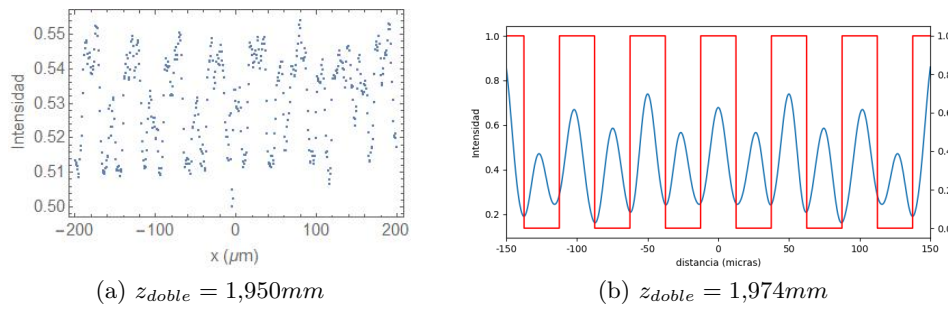 0.55
0.54
0.53
0.52
0.51
0.50
Intensidad
−200 −100 0 100 200
x (μm)
(a) z_doble = 1,950mm
1.0
0.8
0.6
0.4
0.2
Intensidad
1.0
0.8
0.6
0.4
0.2
0.0
-150 -100 -50 0 50 100 150
distancia (micras)
(b) z_doble = 1,974mm